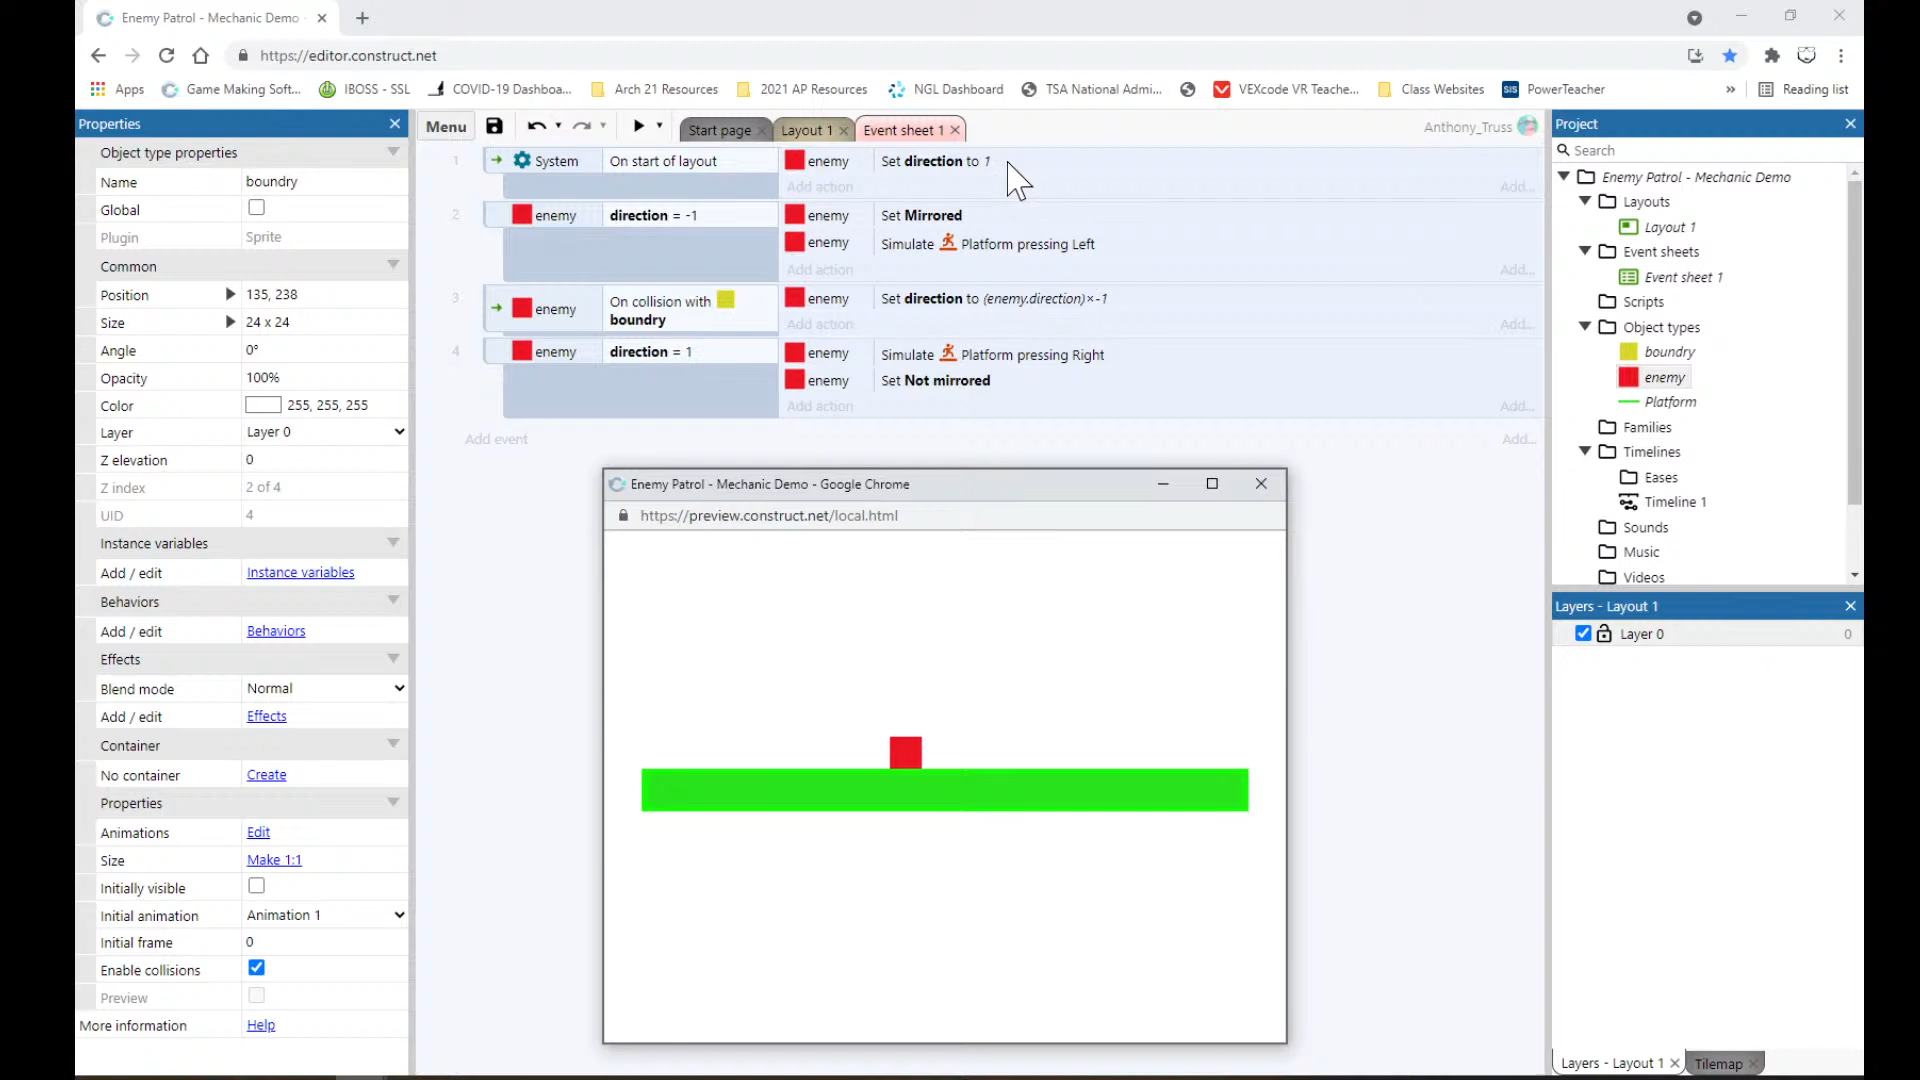 Enemy Patrol - Mechanic Demo
https://editor.construct.net
Apps
Game Making Soft...
IBOSS - SSL
COVID-19 Dashboa...
Arch 21 Resources
2021 AP Resources
NGL Dashboard
TSA National Admi...
VEXcode VR Teache...
Class Websites
SIS PowerTeacher
»
Reading list
Properties
Object type properties
Name boundry
Global
Plugin Sprite
Common
Position 135, 238
Size 24 x 24
Angle 0°
Opacity 100%
Color 255, 255, 255
Layer Layer 0
Z elevation 0
Z index 2 of 4
UID 4
Instance variables
Add / edit Instance variables
Behaviors
Add / edit Behaviors
Effects
Blend mode Normal
Add / edit Effects
Container
No container Create
Properties
Animations Edit
Size Make 1:1
Initially visible
Initial animation Animation 1
Initial frame 0
Enable collisions
Preview
More information Help
Menu
Start page
Layout 1
Event sheet 1
Anthony_Truss
1 System On start of layout enemy Set direction to 1
Add action Add...
2 enemy direction = -1 enemy Set Mirrored
enemy Simulate Platform pressing Left
Add action Add...
3 enemy On collision with boundry enemy Set direction to (enemy.direction)×-1
Add action Add...
4 enemy direction = 1 enemy Simulate Platform pressing Right
enemy Set Not mirrored
Add action Add...
Add event Add...
Enemy Patrol - Mechanic Demo - Google Chrome
https://preview.construct.net/local.html
Project
Search
Enemy Patrol - Mechanic Demo
Layouts
Layout 1
Event sheets
Event sheet 1
Scripts
Object types
boundry
enemy
Platform
Families
Timelines
Eases
Timeline 1
Sounds
Music
Videos
Layers - Layout 1
Layer 0 0
Layers - Layout 1
Tilemap